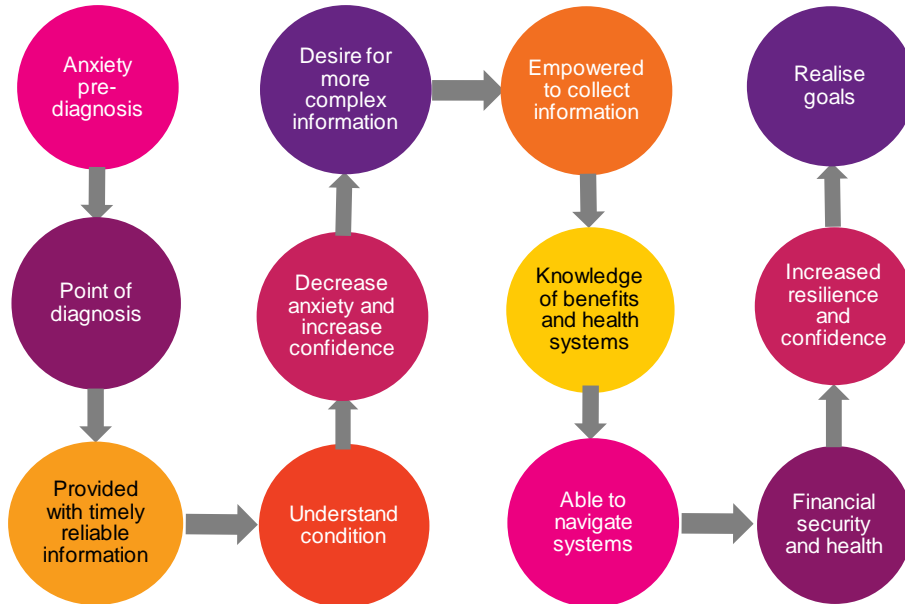 Anxiety
pre-
diagnosis
Point of
diagnosis
Provided
with timely
reliable
information
Understand
condition
Decrease
anxiety and
increase
confidence
Desire for
more
complex
information
Empowered
to collect
information
Knowledge
of benefits
and health
systems
Able to
navigate
systems
Financial
security
and health
Increased
resilience
and
confidence
Realise
goals